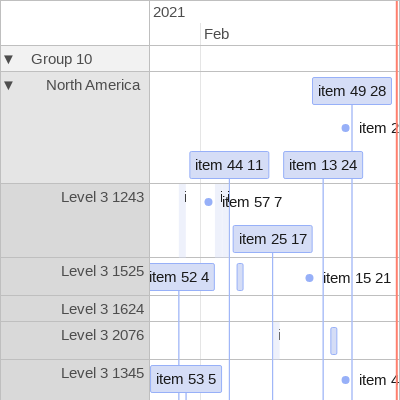 2021
Feb
▼ Group 10
▼ North America
item 49 28
item 2
item 44 11
item 13 24
Level 3 1243
i
i i
item 57 7
item 25 17
Level 3 1525
item 52 4
item 15 21
Level 3 1624
Level 3 2076
i
Level 3 1345
item 53 5
item 4